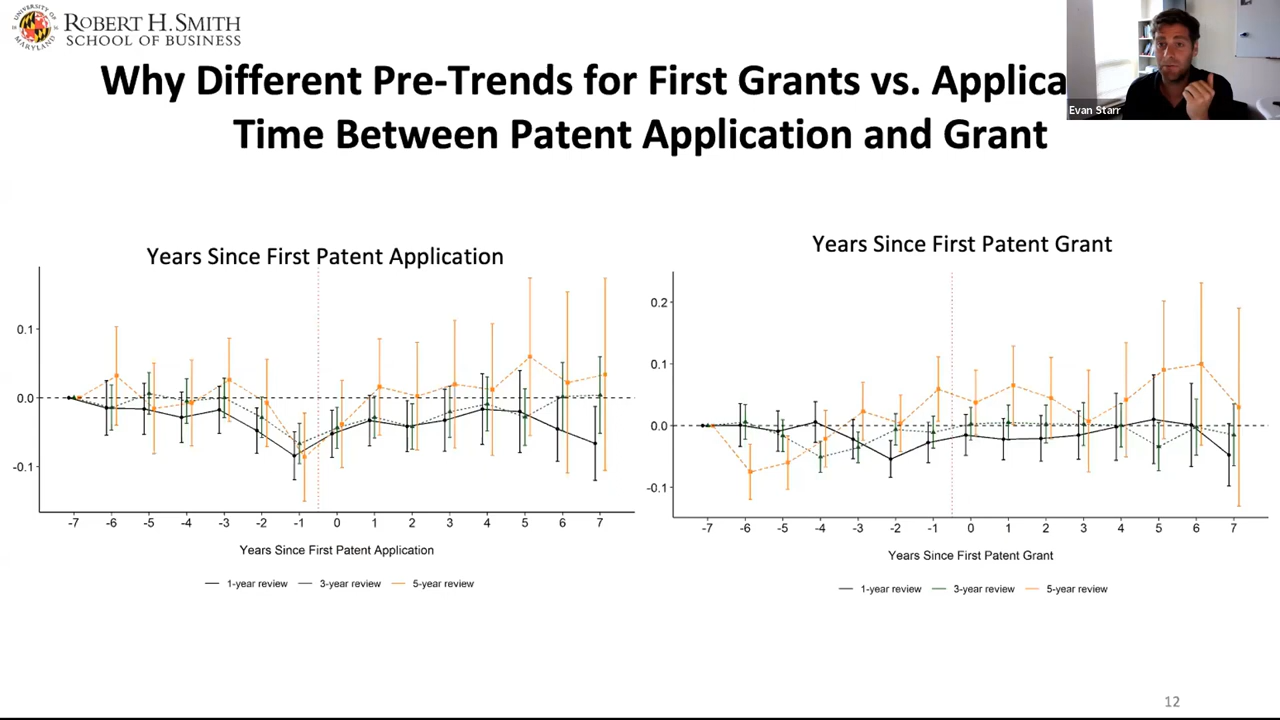 UNIVERSITY OF
MARYLAND
ROBERT H. SMITH
SCHOOL OF BUSINESS
Why Different Pre-Trends for First Grants vs. Applica
Time Between Patent Application and Grant
Evan Starr
Years Since First Patent Application
0.1
0.0
-0.1
-7 -6 -5 -4 -3 -2 -1 0 1 2 3 4 5 6 7
Years Since First Patent Application
1-year review 3-year review 5-year review
Years Since First Patent Grant
0.2
0.1
0.0
-0.1
-7 -6 -5 -4 -3 -2 -1 0 1 2 3 4 5 6 7
Years Since First Patent Grant
1-year review 3-year review 5-year review
12